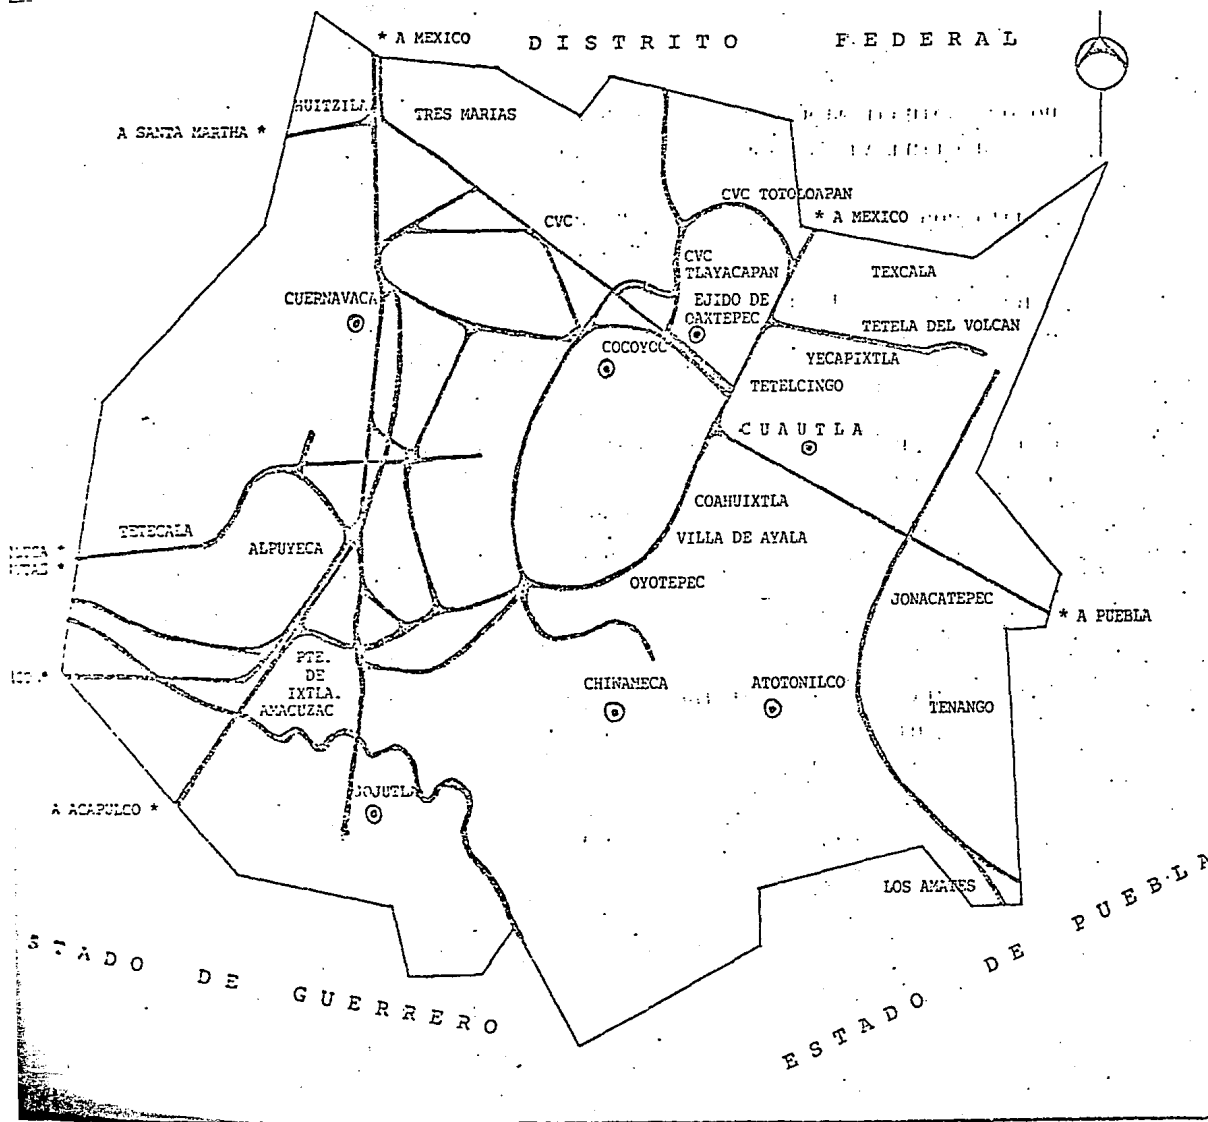 * A MEXICO
DISTRITO FEDERAL
HUITZILA
TRES MARIAS
A SANTA MARTHA *
CVC TOTOLOAPAN
* A MEXICO
CVC
CVC
TLAYACAPAN
TEXCALA
CUERNAVACA
EJIDO DE
OAXTEPEC
TETELA DEL VOLCAN
COCOYOC
YECAPIXTLA
TETELCINGO
CUAUTLA
COAHUIXTLA
TETECALA
ALPUYECA
VILLA DE AYALA
OYOTEPEC
JONACATEPEC
* A PUEBLA
PTE.
DE
IXTLA.
AMACUZAC
CHINAMECA
ATOTONILCO
TENANGO
A ACAPULCO *
JOJUTLA
LOS AMATES
STADO DE GUERRERO
ESTADO DE PUEBLA